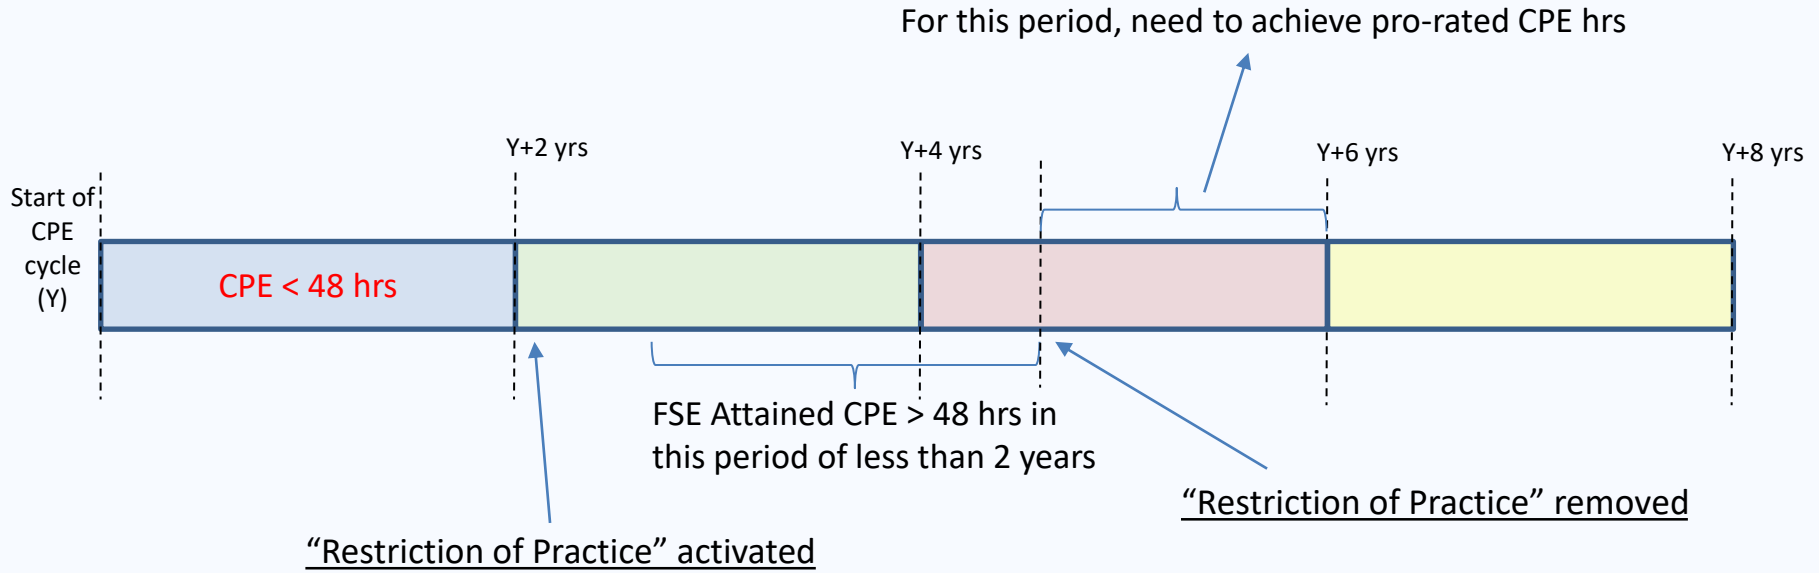 For this period, need to achieve pro-rated CPE hrs
Y+2 yrs
Y+4 yrs
Y+6 yrs
Y+8 yrs
Start of
CPE
cycle
(Y)
CPE < 48 hrs
FSE Attained CPE > 48 hrs in
this period of less than 2 years
“Restriction of Practice” removed
“Restriction of Practice” activated